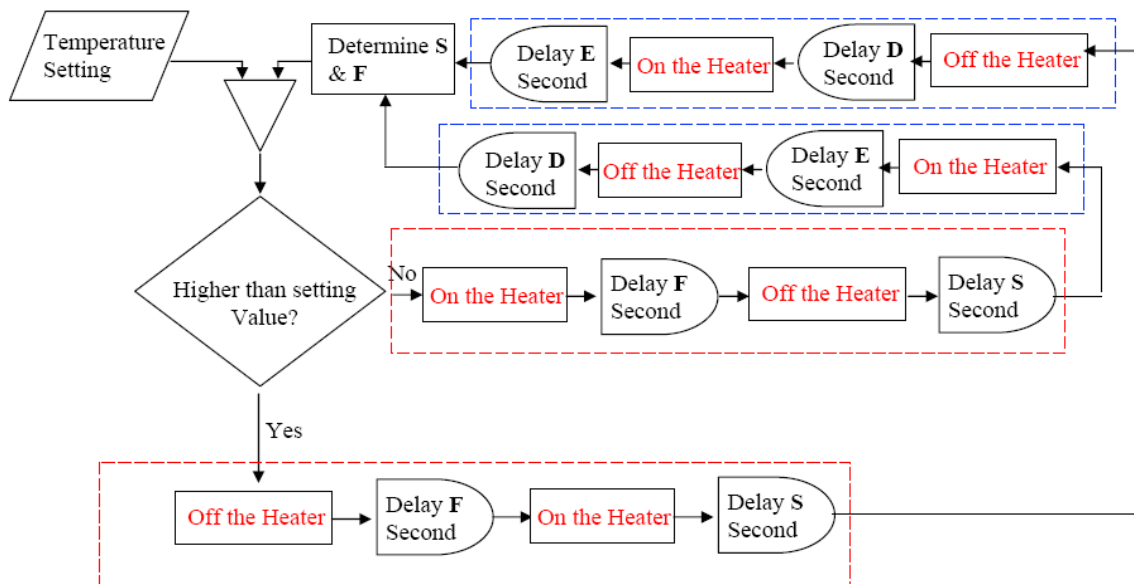 Temperature
Setting
Determine S
& F
Delay E
Second
On the Heater
Delay D
Second
Off the Heater
Delay D
Second
Off the Heater
Delay E
Second
On the Heater
Higher than setting
Value?
No
On the Heater
Delay F
Second
Off the Heater
Delay S
Second
Yes
Off the Heater
Delay F
Second
On the Heater
Delay S
Second